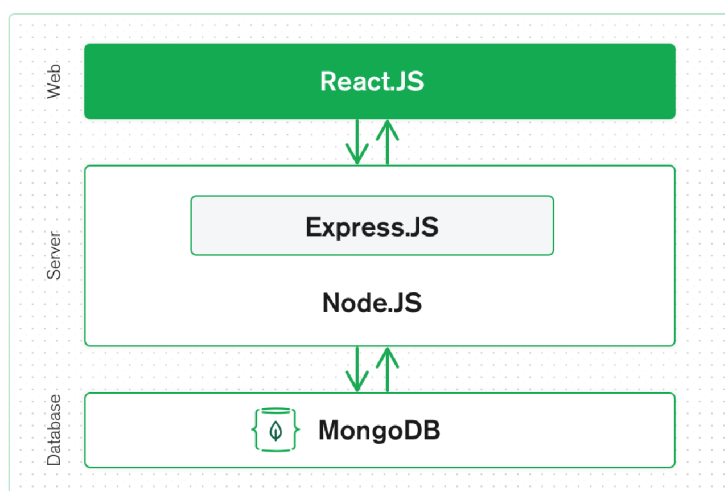 Web
React.JS
Server
Express.JS
Node.JS
Database
MongoDB